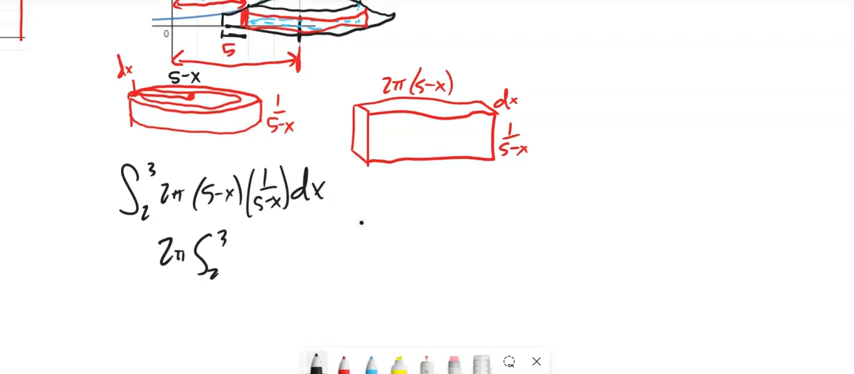 0
5
dx
5-x
1/5-x
2π(5-x)
dx
1/5-x
∫₂³ 2π(5-x)(1/5-x)dx
2π∫₂³